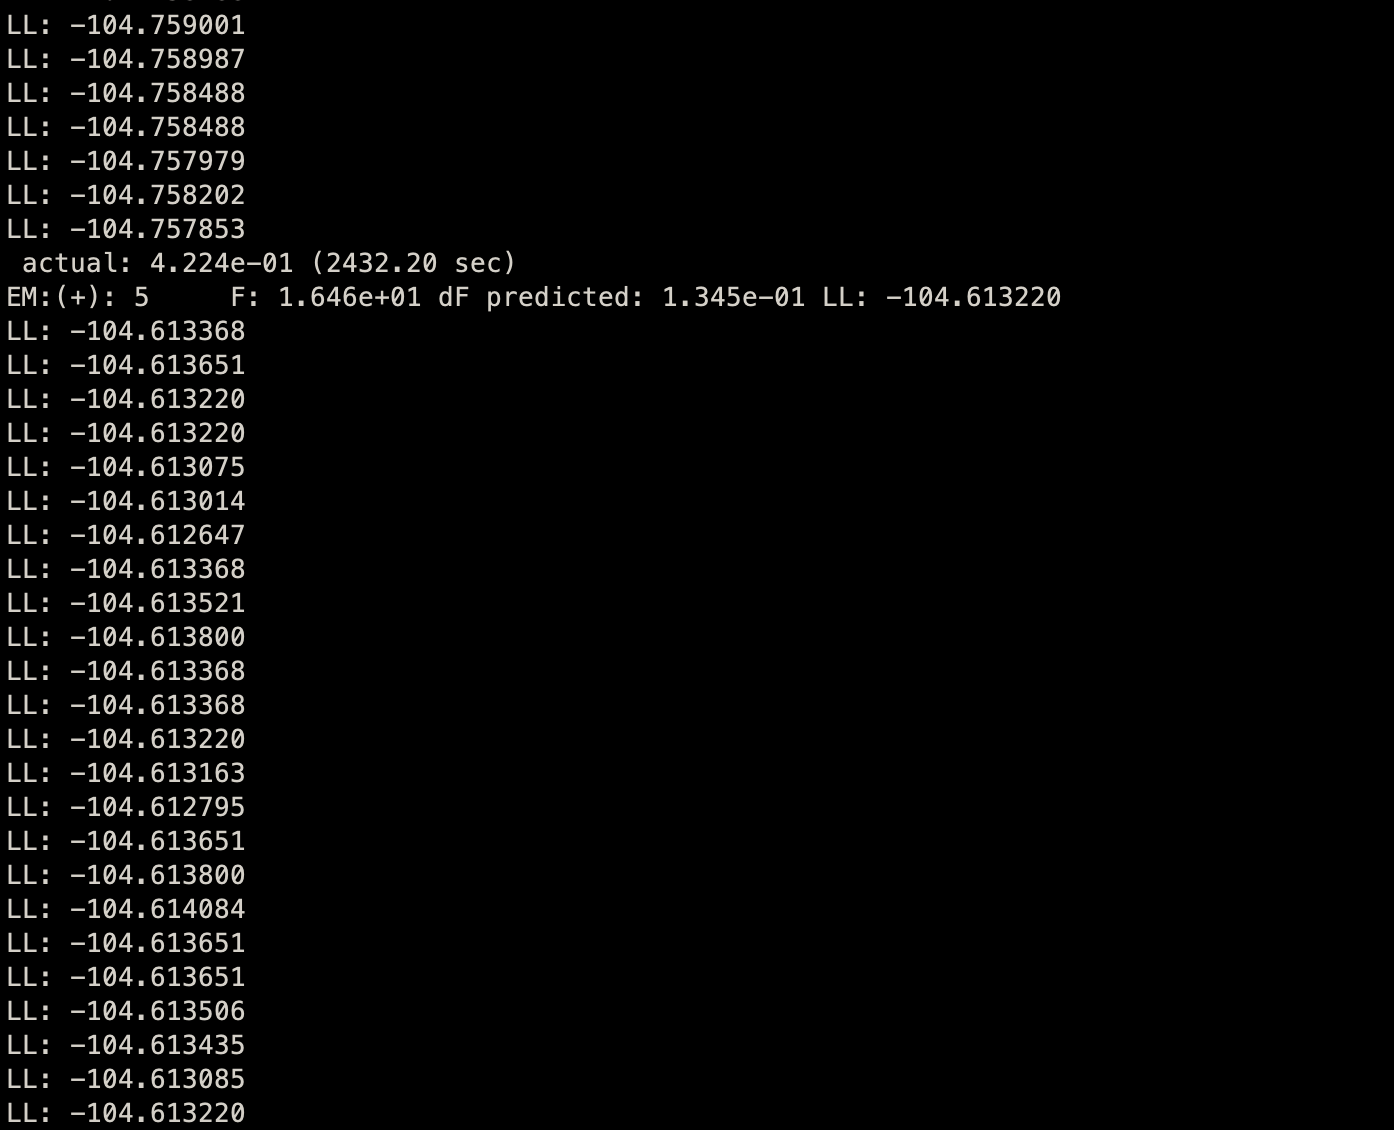 LL: -104.759001
LL: -104.758987
LL: -104.758488
LL: -104.758488
LL: -104.757979
LL: -104.758202
LL: -104.757853
 actual: 4.224e-01 (2432.20 sec)
EM:(+): 5     F: 1.646e+01 dF predicted: 1.345e-01 LL: -104.613220
LL: -104.613368
LL: -104.613651
LL: -104.613220
LL: -104.613220
LL: -104.613075
LL: -104.613014
LL: -104.612647
LL: -104.613368
LL: -104.613521
LL: -104.613800
LL: -104.613368
LL: -104.613368
LL: -104.613220
LL: -104.613163
LL: -104.612795
LL: -104.613651
LL: -104.613800
LL: -104.614084
LL: -104.613651
LL: -104.613651
LL: -104.613506
LL: -104.613435
LL: -104.613085
LL: -104.613220